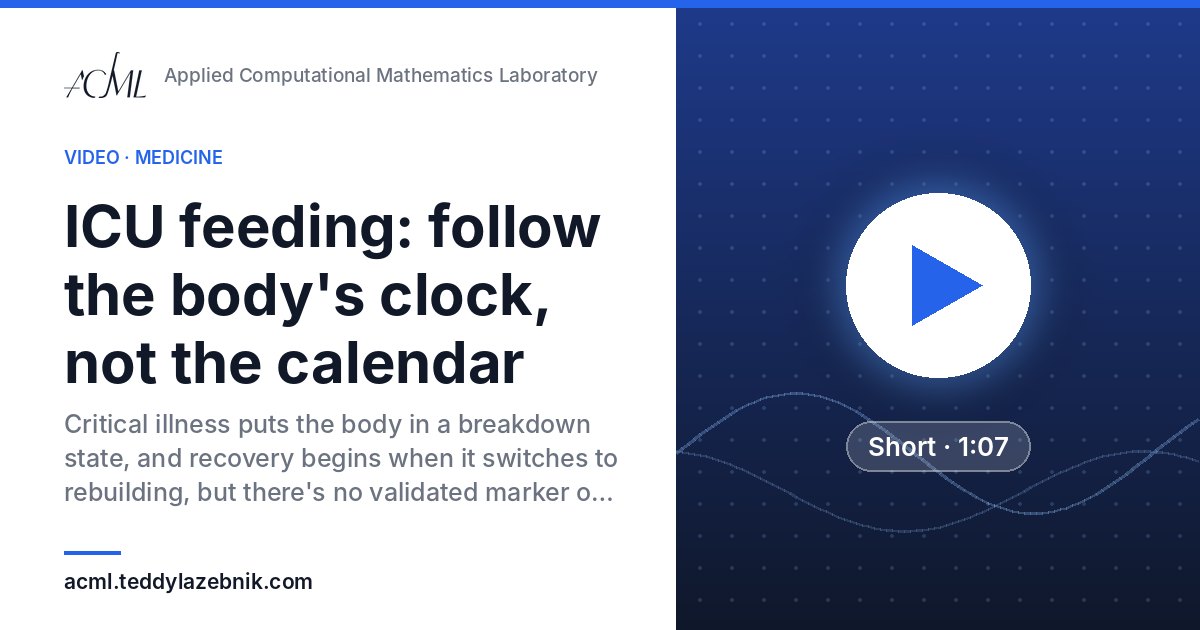 ACML
Applied Computational Mathematics Laboratory
VIDEO · MEDICINE
ICU feeding: follow
the body's clock,
not the calendar
Critical illness puts the body in a breakdown
state, and recovery begins when it switches to
rebuilding, but there's no validated marker o...
acml.teddylazebnik.com
Short · 1:07